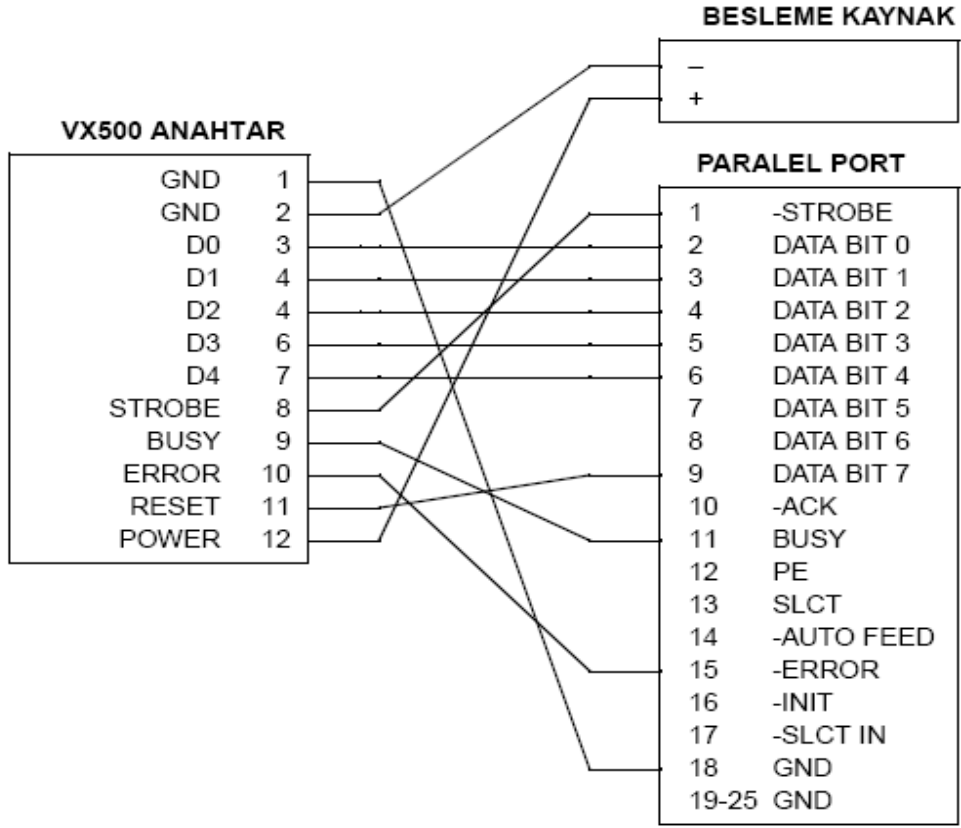 BESLEME KAYNAK
–
+
VX500 ANAHTAR
GND 1
GND 2
D0 3
D1 4
D2 4
D3 6
D4 7
STROBE 8
BUSY 9
ERROR 10
RESET 11
POWER 12
PARALEL PORT
1 -STROBE
2 DATA BIT 0
3 DATA BIT 1
4 DATA BIT 2
5 DATA BIT 3
6 DATA BIT 4
7 DATA BIT 5
8 DATA BIT 6
9 DATA BIT 7
10 -ACK
11 BUSY
12 PE
13 SLCT
14 -AUTO FEED
15 -ERROR
16 -INIT
17 -SLCT IN
18 GND
19-25 GND